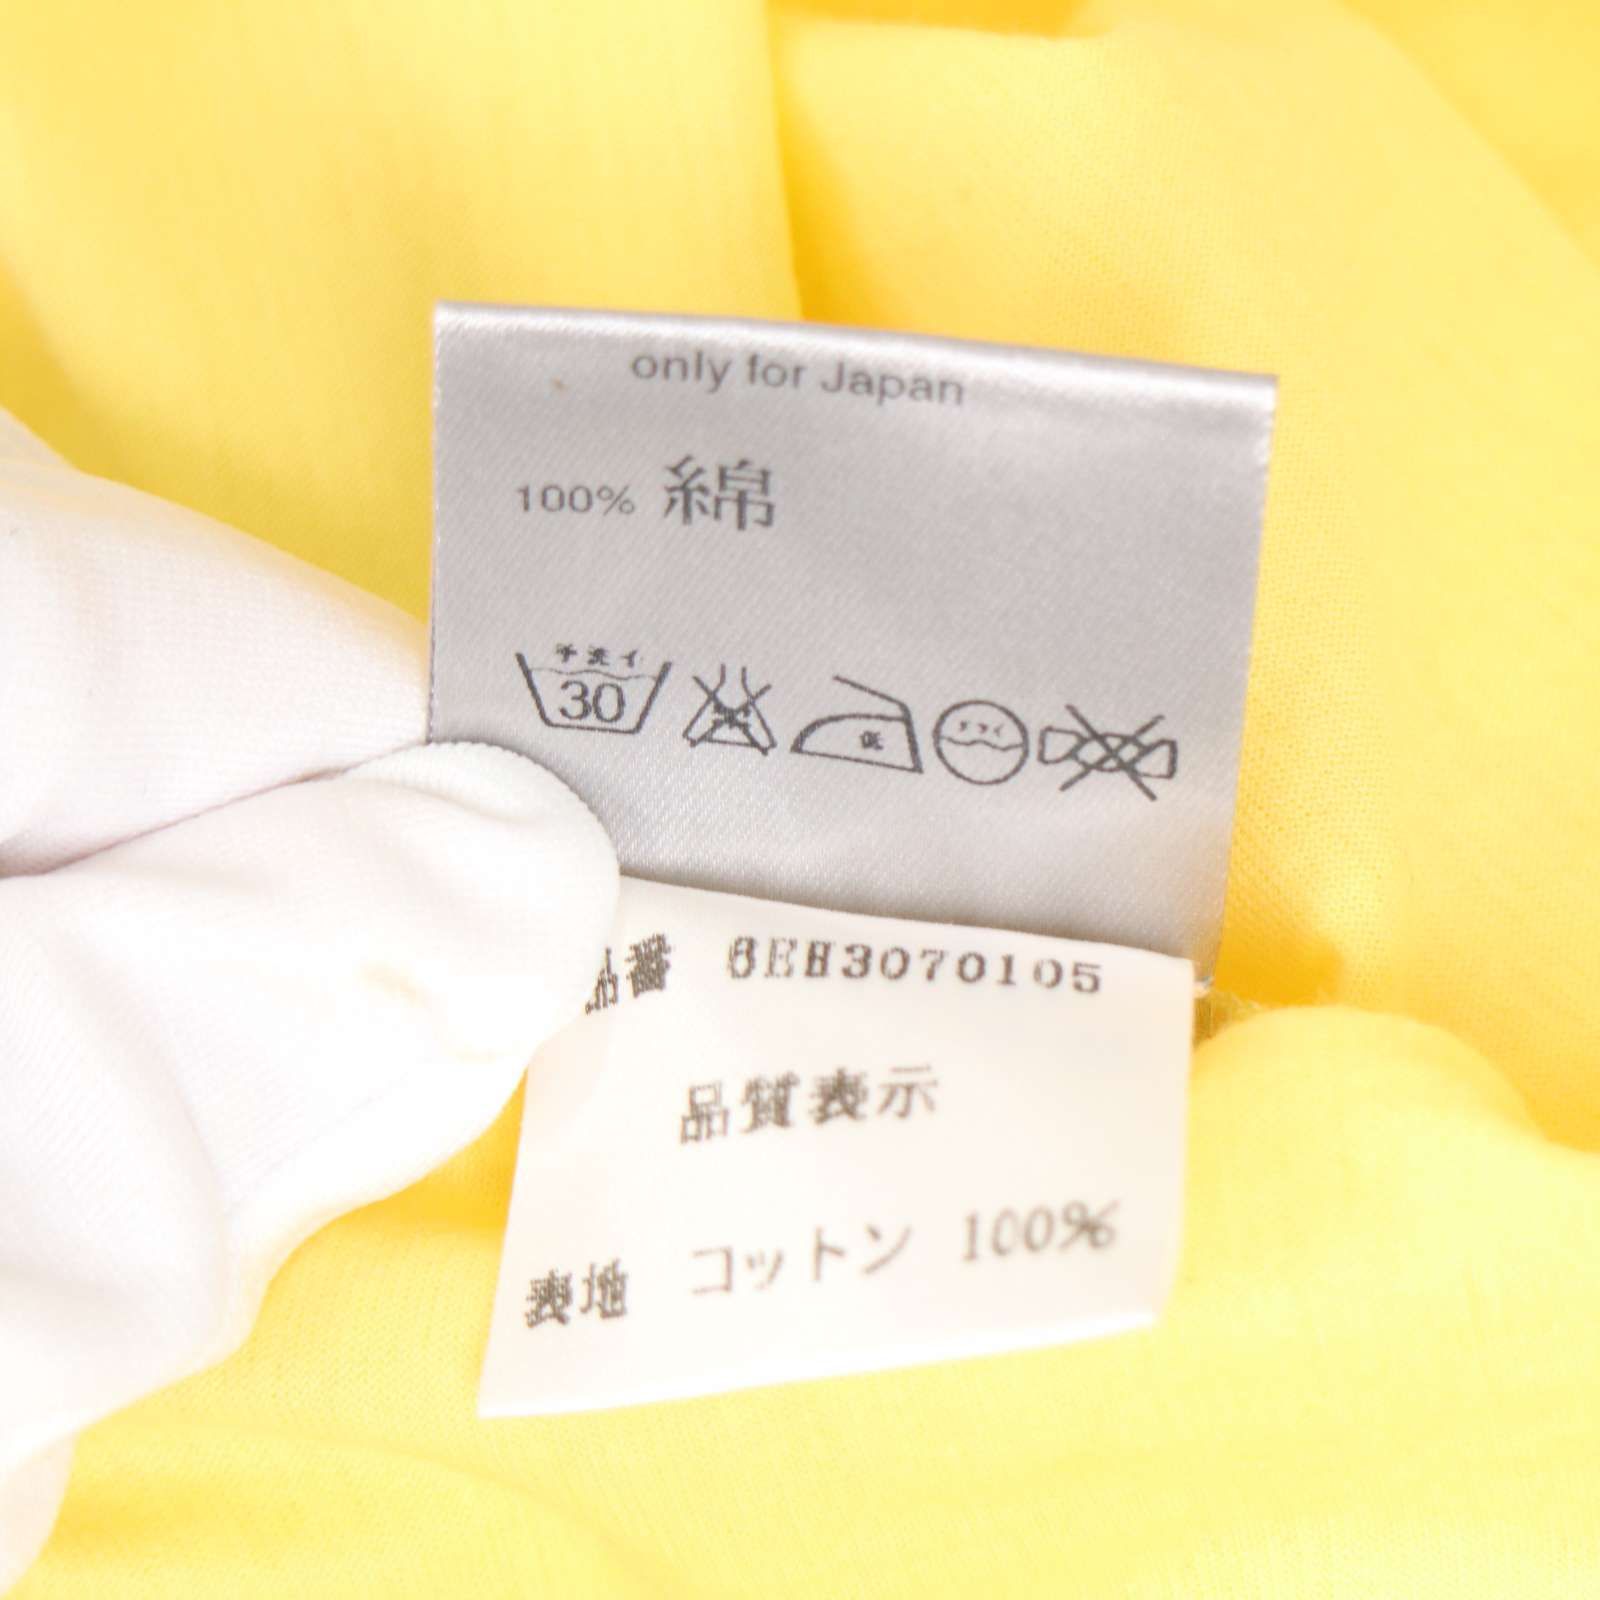 only for Japan
100% 綿
手洗イ
30
ドライ
品番 6EH3070105
品質表示
表地 コットン 100%